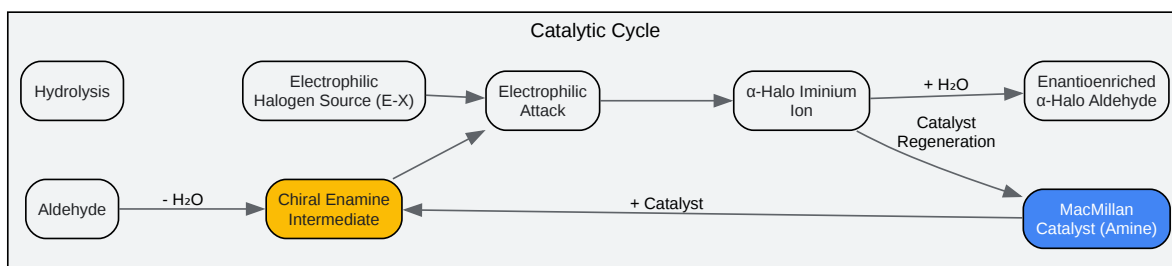 Catalytic Cycle
Hydrolysis
Electrophilic
Halogen Source (E-X)
Electrophilic
Attack
α-Halo Iminium
Ion
+ H₂O
Enantioenriched
α-Halo Aldehyde
Catalyst
Regeneration
Aldehyde
- H₂O
Chiral Enamine
Intermediate
+ Catalyst
MacMillan
Catalyst (Amine)